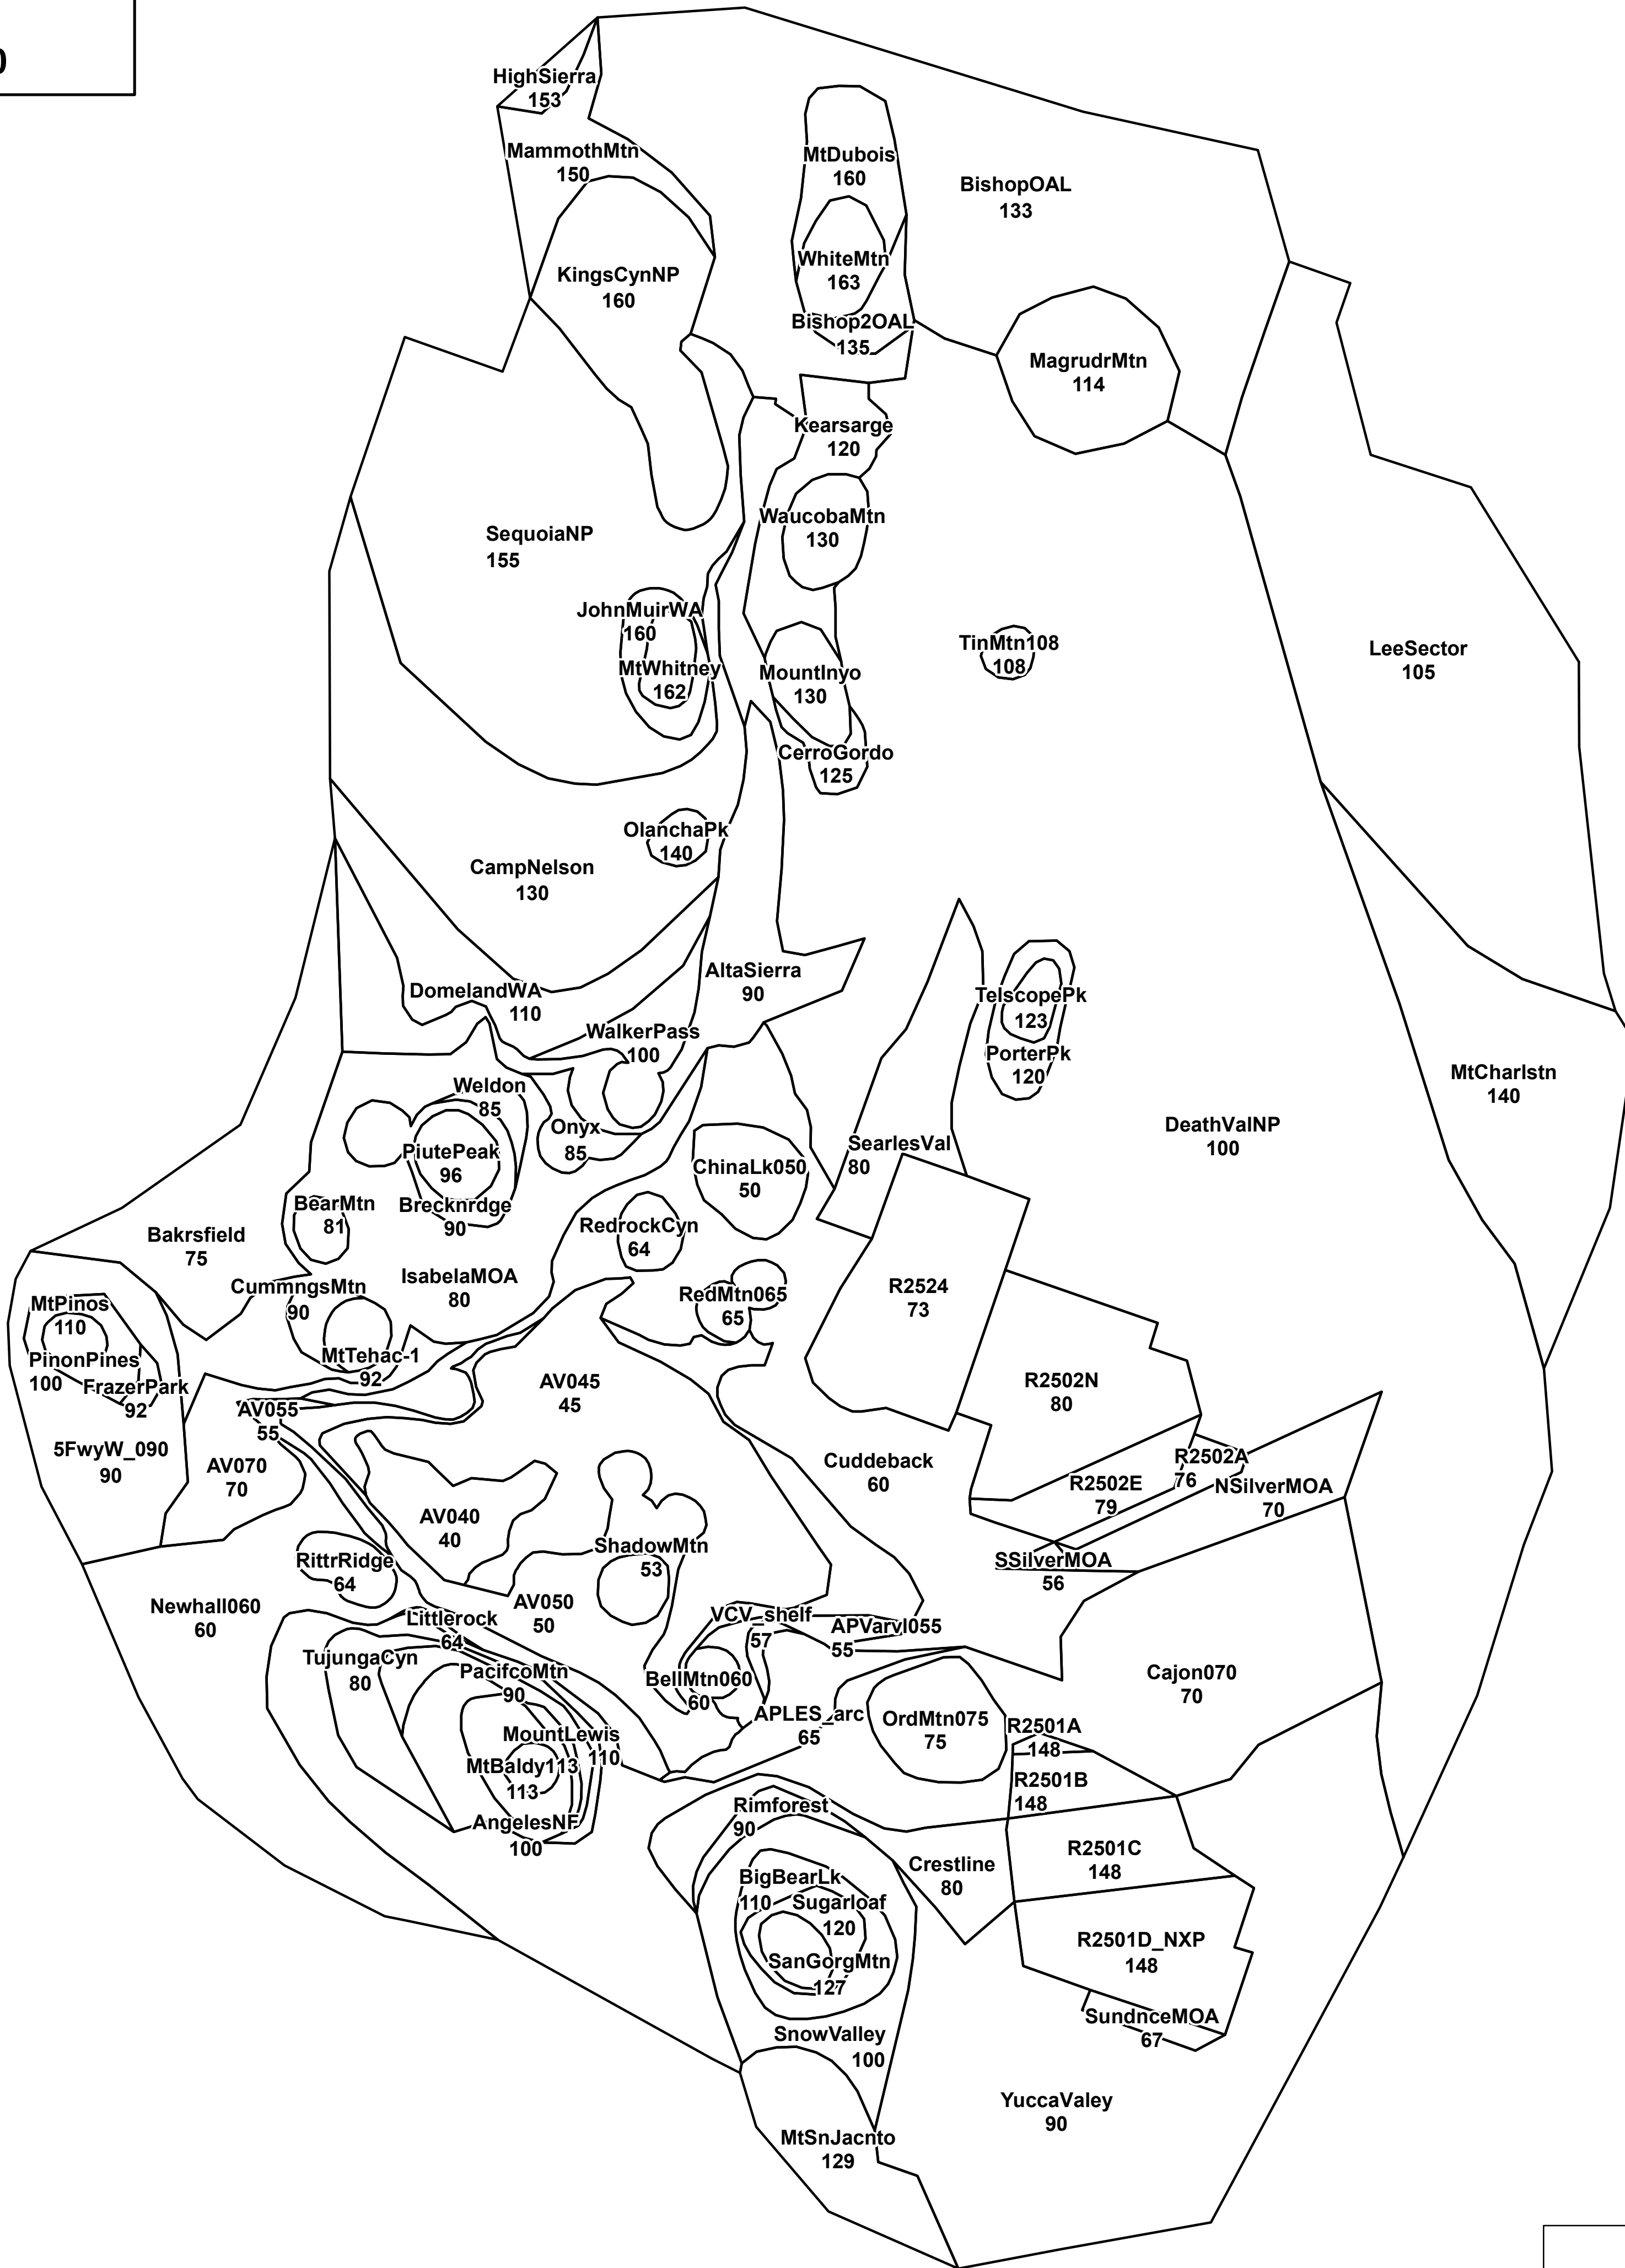 0
HighSierra
153
MammothMtn
150
MtDubois
160
BishopOAL
133
WhiteMtn
163
KingsCynNP
160
Bishop2OAL
135
MagrudrMtn
114
Kearsarge
120
WaucobaMtn
130
SequoiaNP
155
JohnMuirWA
160
MtWhitney
162
MountInyo
130
TinMtn108
108
LeeSector
105
CerroGordo
125
OlanchaPk
140
CampNelson
130
AltaSierra
90
DomelandWA
110
TelscopePk
123
WalkerPass
100
PorterPk
120
MtCharlstn
140
Weldon
85
Onyx
85
DeathValNP
100
SearlesVal
80
PiutePeak
96
ChinaLk050
50
BearMtn
81
Brecknrdge
90
RedrockCyn
64
Bakrsfield
75
IsabelaMOA
80
CummngsMtn
90
RedMtn065
65
R2524
73
MtPinos
110
PinonPines
100
MtTehac-1
92
FrazerPark
92
AV045
45
R2502N
80
AV055
55
5FwyW_090
90
AV070
70
Cuddeback
60
R2502A
76
R2502E
79
NSilverMOA
70
AV040
40
ShadowMtn
53
RittrRidge
64
SSilverMOA
56
Newhall060
60
AV050
50
Littlerock
64
VCV_shelf
57
APVarvl055
55
TujungaCyn
80
PacifcoMtn
90
BellMtn060
60
Cajon070
70
APLES_arc
65
OrdMtn075
75
R2501A
148
MountLewis
110
MtBaldy113
113
R2501B
148
Rimforest
90
AngelesNF
100
R2501C
148
Crestline
80
BigBearLk
110
Sugarloaf
120
R2501D_NXP
148
SanGorgMtn
127
SundnceMOA
67
SnowValley
100
YuccaValey
90
MtSnJacnto
129